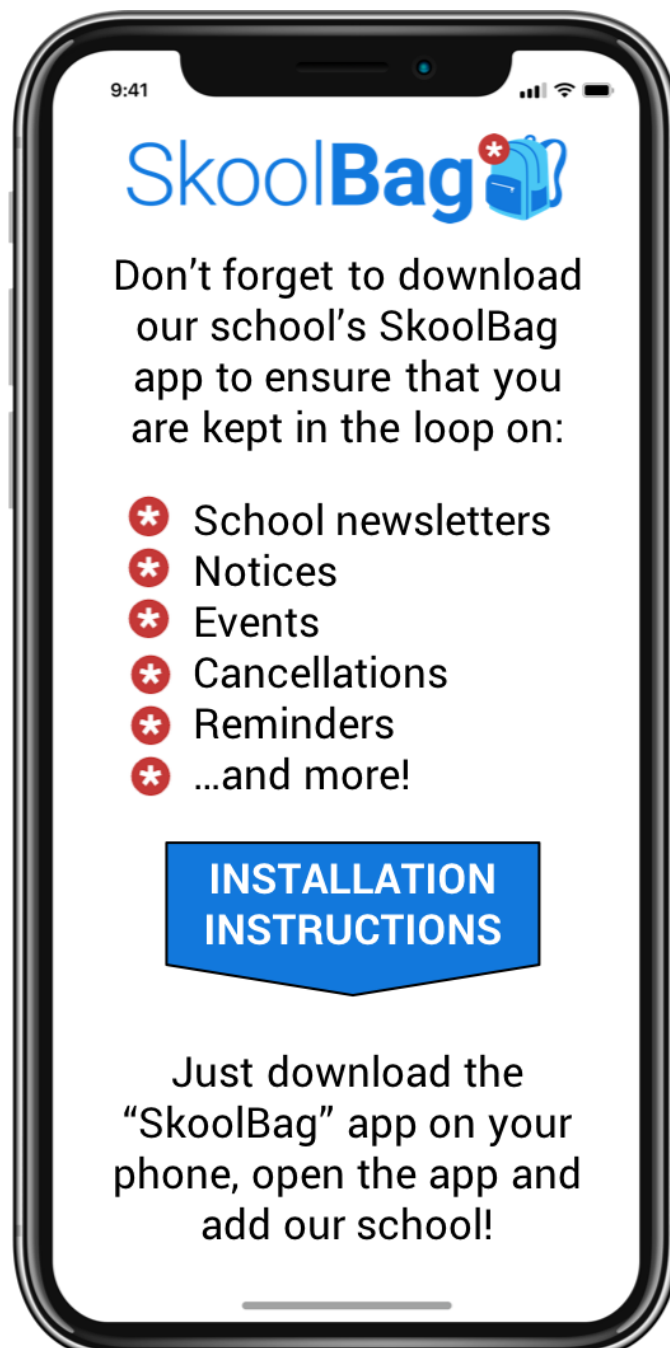 9:41
SkoolBag
Don’t forget to download
our school’s SkoolBag
app to ensure that you
are kept in the loop on:
School newsletters
Notices
Events
Cancellations
Reminders
...and more!
INSTALLATION
INSTRUCTIONS
Just download the
“SkoolBag” app on your
phone, open the app and
add our school!